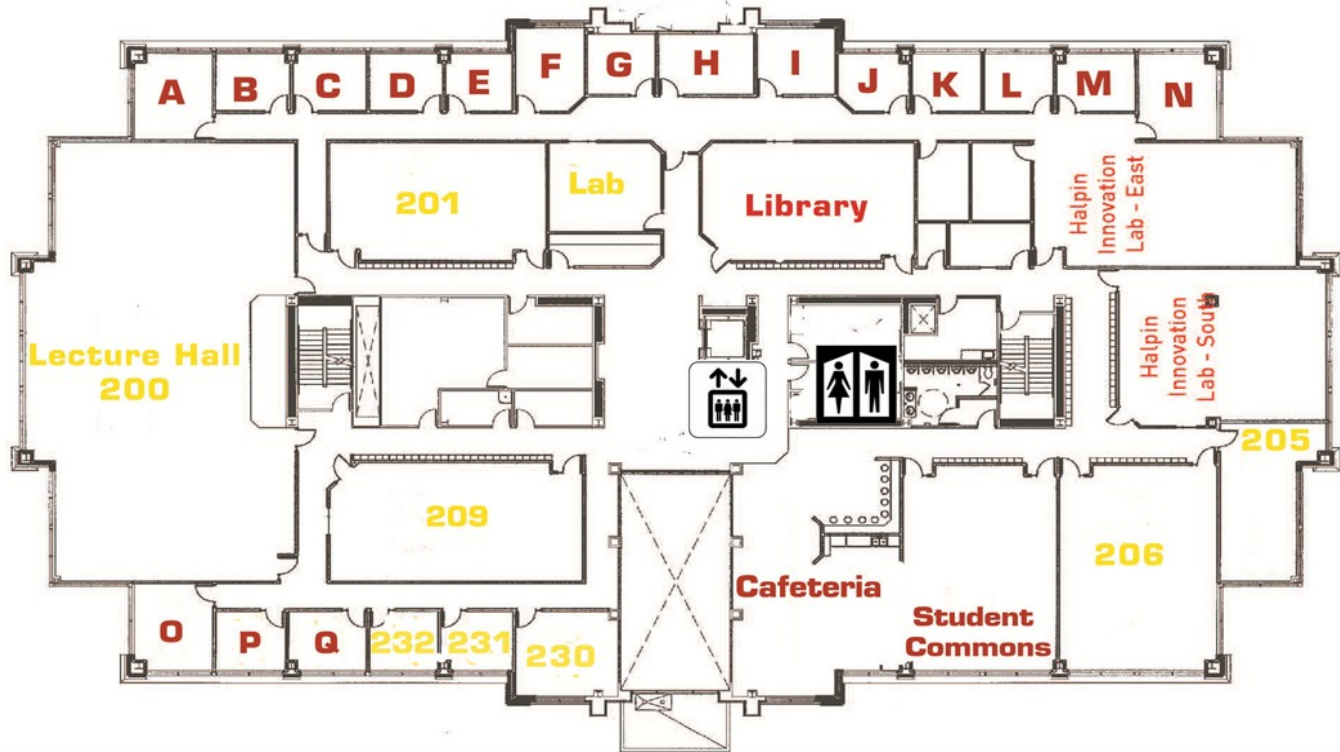 A
B
C
D
E
F
G
H
I
J
K
L
M
N
201
Lab
Library
Halpin
Innovation
Lab - East
Lecture Hall
200
Halpin
Innovation
Lab - South
205
209
206
Cafeteria
Student
Commons
O
P
Q
232
231
230